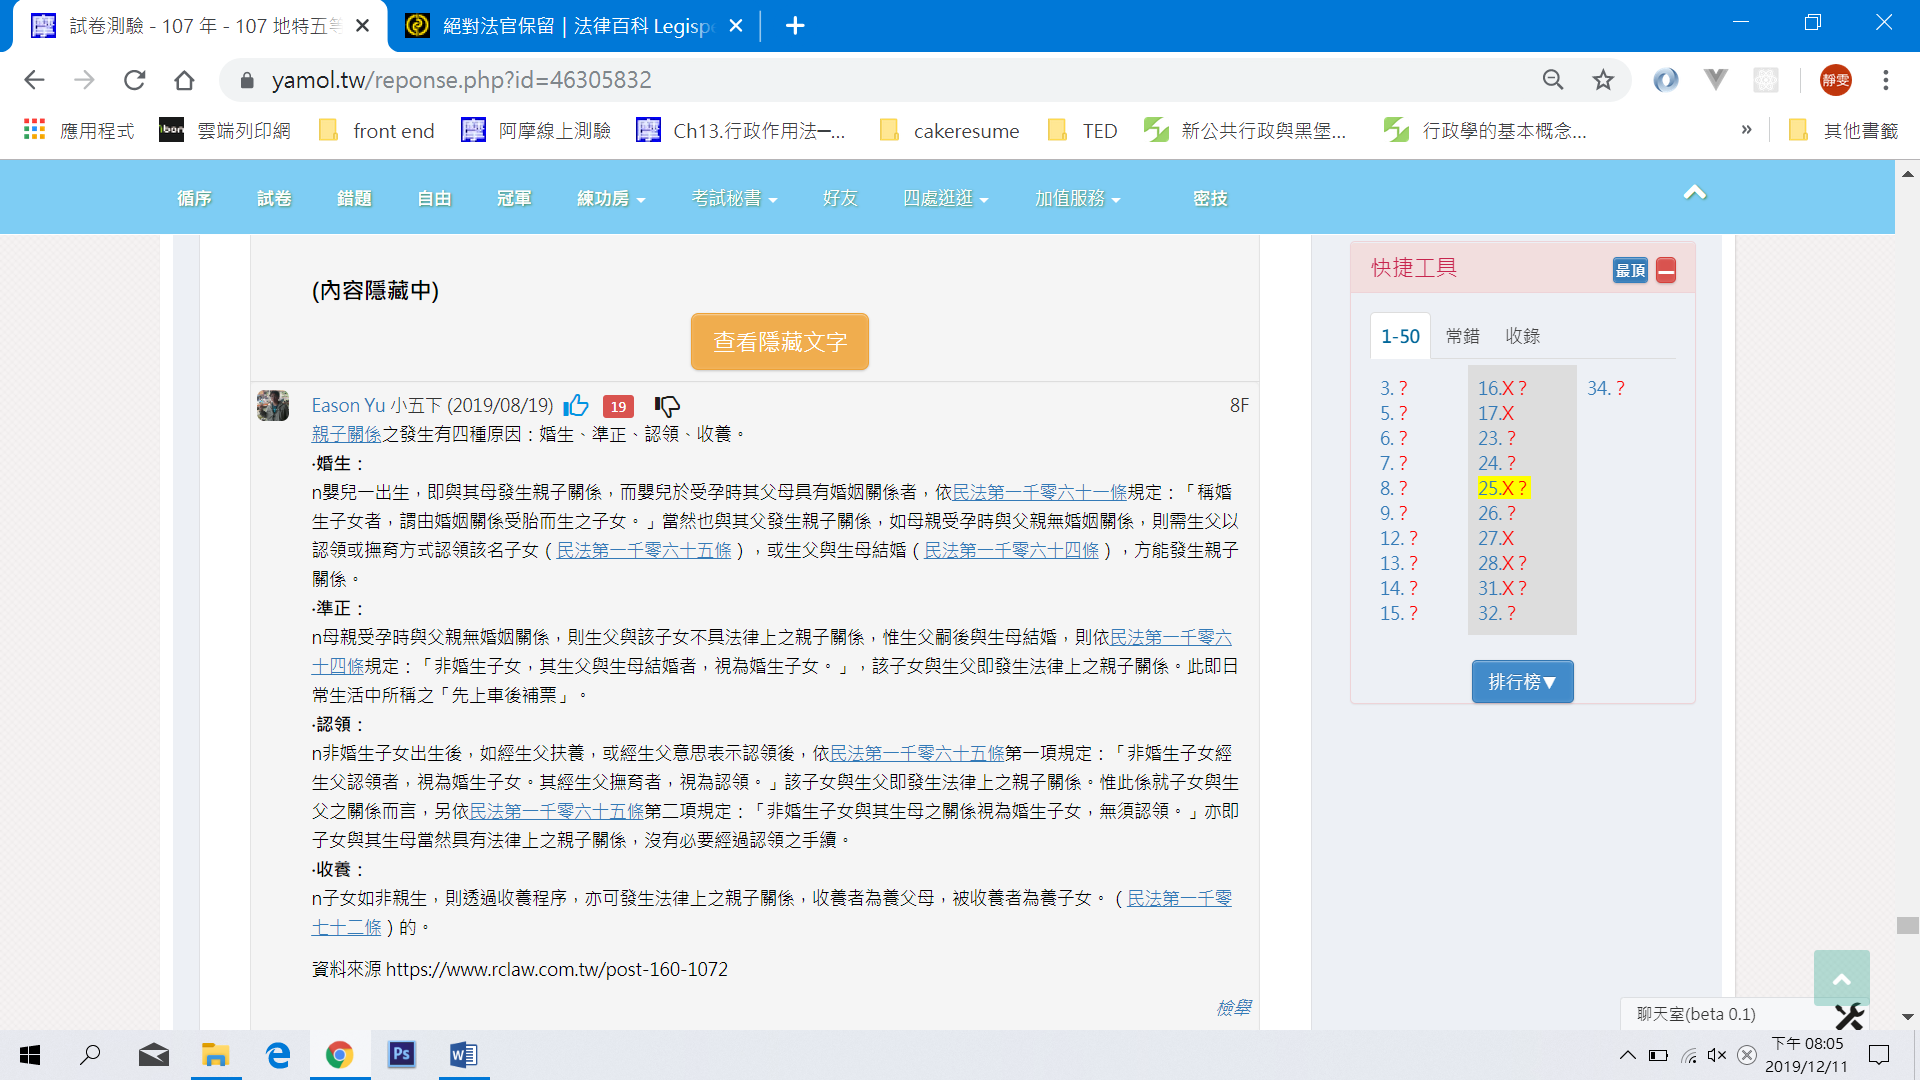 試卷測驗 - 107 年 - 107 地特五等
絕對法官保留 | 法律百科 Legisp
yamol.tw/reponse.php?id=46305832
靜雯
應用程式
ibon
雲端列印網
front end
阿摩線上測驗
Ch13.行政作用法─...
cakeresume
TED
新公共行政與黑堡...
行政學的基本概念...
»
其他書籤
循序 試卷 錯題 自由 冠軍 練功房 考試秘書 好友 四處逛逛 加值服務 密技
(內容隱藏中)
查看隱藏文字
Eason Yu 小五下 (2019/08/19) 19 8F
親子關係之發生有四種原因：婚生、準正、認領、收養。
·婚生：
n嬰兒一出生，即與其母發生親子關係，而嬰兒於受孕時其父母具有婚姻關係者，依民法第一千零六十一條規定：「稱婚
生子女者，謂由婚姻關係受胎而生之子女。」當然也與其父發生親子關係，如母親受孕時與父親無婚姻關係，則需生父以
認領或撫育方式認領該名子女（民法第一千零六十五條），或生父與生母結婚（民法第一千零六十四條），方能發生親子
關係。
·準正：
n母親受孕時與父親無婚姻關係，則生父與該子女不具法律上之親子關係，惟生父嗣後與生母結婚，則依民法第一千零六
十四條規定：「非婚生子女，其生父與生母結婚者，視為婚生子女。」，該子女與生父即發生法律上之親子關係。此即日
常生活中所稱之「先上車後補票」。
·認領：
n非婚生子女出生後，如經生父扶養，或經生父意思表示認領後，依民法第一千零六十五條第一項規定：「非婚生子女經
生父認領者，視為婚生子女。其經生父撫育者，視為認領。」該子女與生父即發生法律上之親子關係。惟此係就子女與生
父之關係而言，另依民法第一千零六十五條第二項規定：「非婚生子女與其生母之關係視為婚生子女，無須認領。」亦即
子女與其生母當然具有法律上之親子關係，沒有必要經過認領之手續。
·收養：
n子女如非親生，則透過收養程序，亦可發生法律上之親子關係，收養者為養父母，被收養者為養子女。（民法第一千零
七十二條）的。
資料來源 https://www.rclaw.com.tw/post-160-1072
檢舉
快捷工具 最頂
1-50 常錯 收錄
3. ? 16.X ? 34. ?
5. ? 17.X
6. ? 23. ?
7. ? 24. ?
8. ? 25.X ?
9. ? 26. ?
12. ? 27.X
13. ? 28.X ?
14. ? 31.X ?
15. ? 32. ?
排行榜▼
聊天室(beta 0.1)
Ps
下午 08:05
2019/12/11